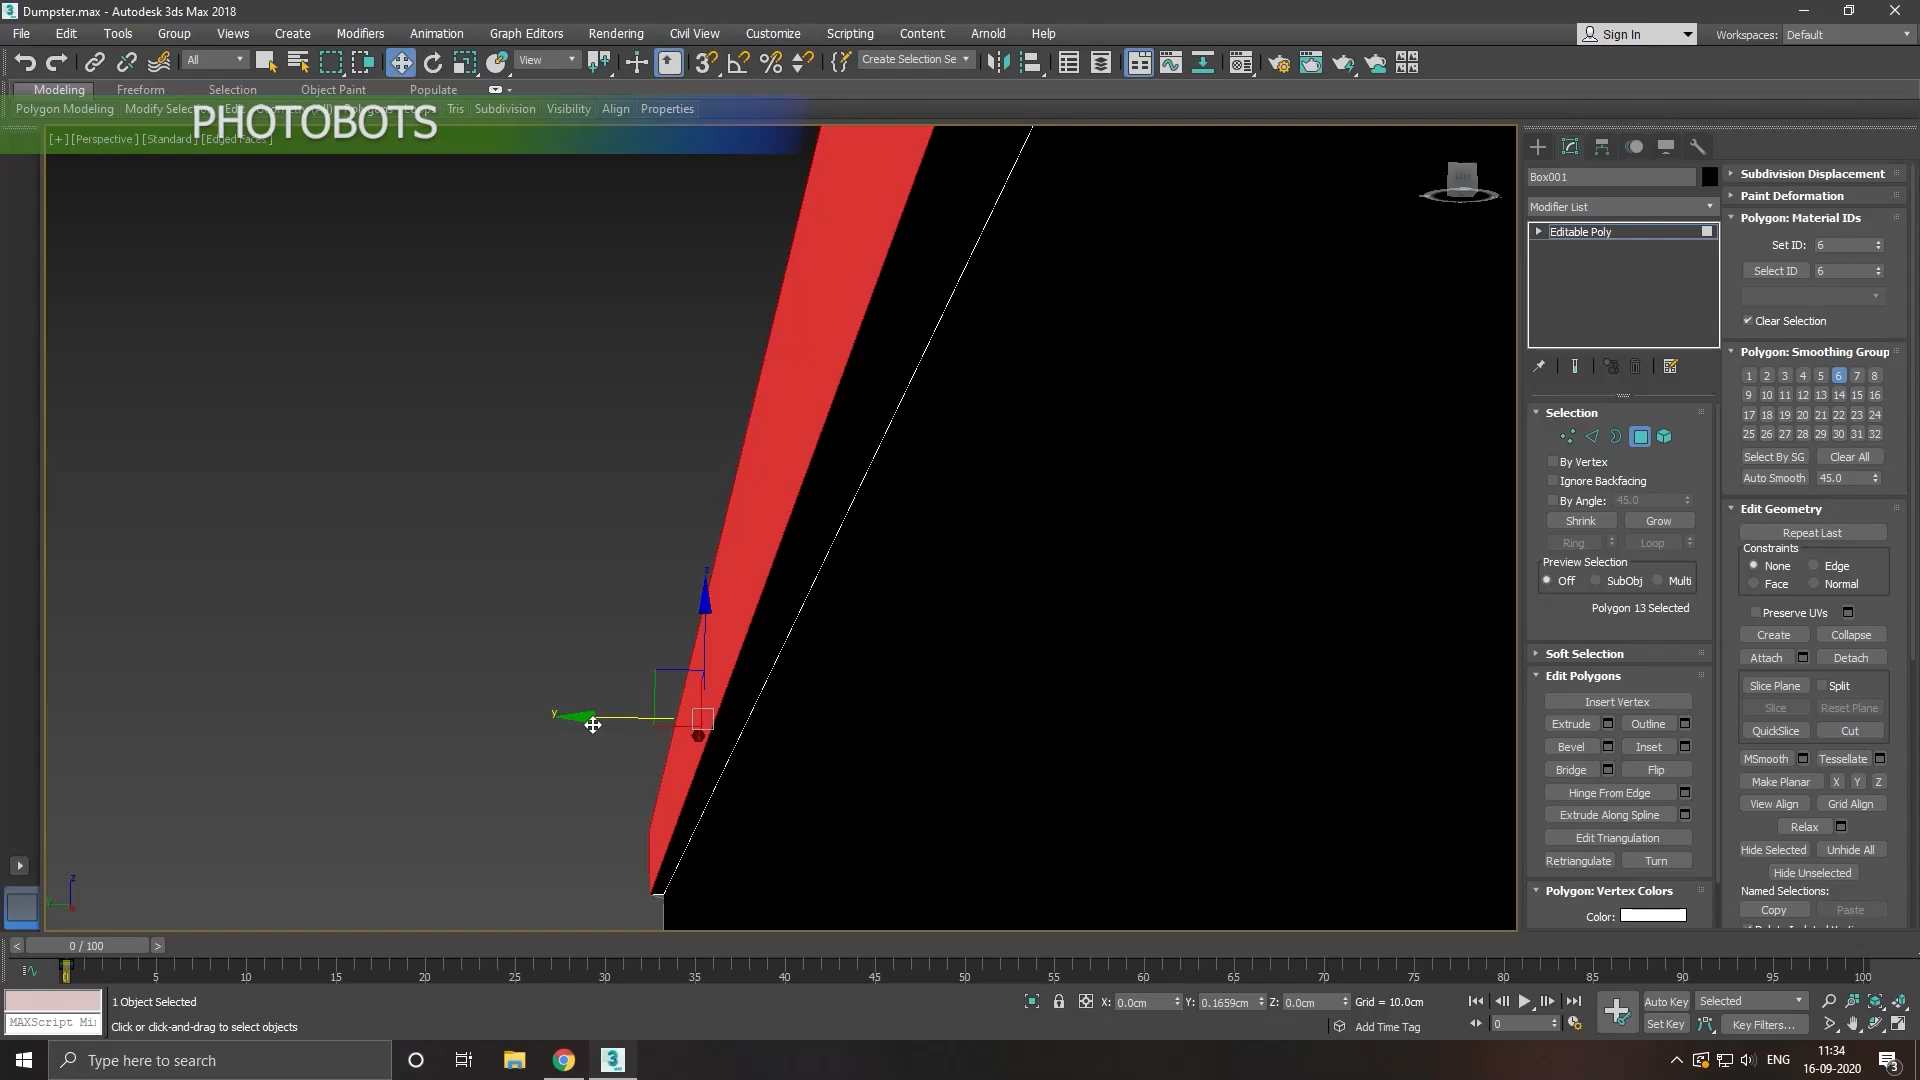 Dumpster.max - Autodesk 3ds Max 2018
File Edit Tools Group Views Create Modifiers Animation Graph Editors Rendering Civil View Customize Scripting Content Arnold Help
Sign In Workspaces: Default
All View Create Selection Se
Modeling Freeform Selection Object Paint Populate
Polygon Modeling Modify Selec Tris Subdivision Visibility Align Properties
PHOTOBOTS
[+] [Perspective] [Standard] [Edged Faces]
Box001
Modifier List
Editable Poly
Selection
By Vertex
Ignore Backfacing
By Angle: 45.0
Shrink Grow
Ring Loop
Preview Selection
Off SubObj Multi
Polygon 13 Selected
Soft Selection
Edit Polygons
Insert Vertex
Extrude Outline
Bevel Inset
Bridge Flip
Hinge From Edge
Extrude Along Spline
Edit Triangulation
Retriangulate Turn
Polygon: Vertex Colors
Color:
Subdivision Displacement
Paint Deformation
Polygon: Material IDs
Set ID: 6
Select ID 6
Clear Selection
Polygon: Smoothing Group
1 2 3 4 5 6 7 8
9 10 11 12 13 14 15 16
17 18 19 20 21 22 23 24
25 26 27 28 29 30 31 32
Select By SG Clear All
Auto Smooth 45.0
Edit Geometry
Repeat Last
Constraints
None Edge
Face Normal
Preserve UVs
Create Collapse
Attach Detach
Slice Plane Split
Slice Reset Plane
QuickSlice Cut
MSmooth Tessellate
Make Planar X Y Z
View Align Grid Align
Relax
Hide Selected Unhide All
Hide Unselected
Named Selections:
Copy Paste
z
y
z
< 0 / 100 >
0 5 10 15 20 25 30 35 40 45 50 55 60 65 70 75 80 85 90 95 100
1 Object Selected
X: 0.0cm Y: 0.1659cm Z: 0.0cm Grid = 10.0cm
Auto Key Selected
MAXScript Mi
Click or click-and-drag to select objects
Add Time Tag
0
Set Key Key Filters...
Type here to search
ENG
11:34
16-09-2020
3